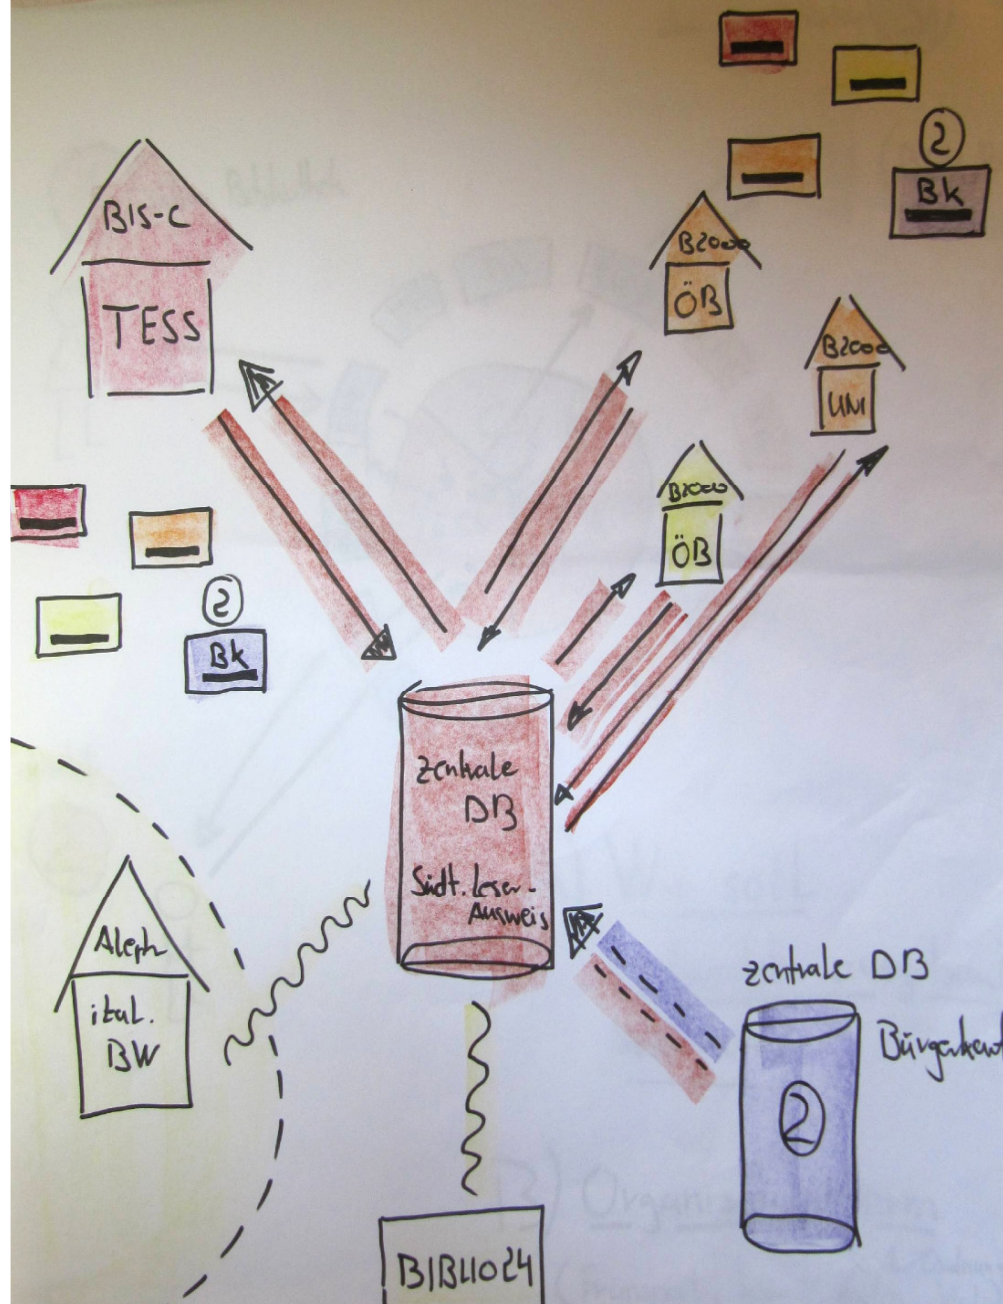 2
Bk
BIS-C
TESS
B2000
ÖB
B2000
UNI
B2000
ÖB
2
Bk
zentrale
DB
Südt. Leser-
Ausweis
Aleph
ital.
BW
zentrale DB
2
BIBLIO24
B) Organi